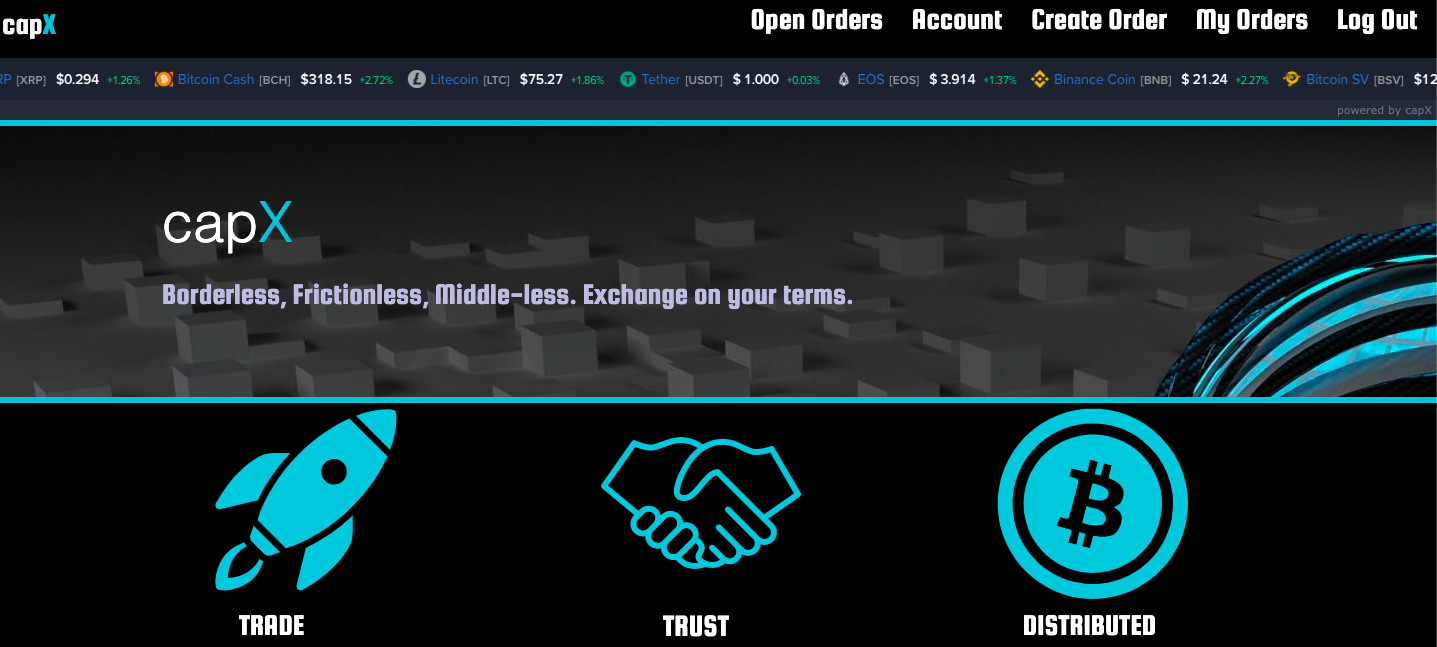 capX
Open Orders Account Create Order My Orders Log Out
RP [XRP] $0.294 +1.26% Bitcoin Cash [BCH] $318.15 +2.72% Litecoin [LTC] $75.27 +1.86% Tether [USDT] $ 1.000 +0.03% EOS [EOS] $ 3.914 +1.37% Binance Coin [BNB] $ 21.24 +2.27% Bitcoin SV [BSV] $12
powered by capX
capX
Borderless, Frictionless, Middle-less. Exchange on your terms.
TRADE TRUST DISTRIBUTED